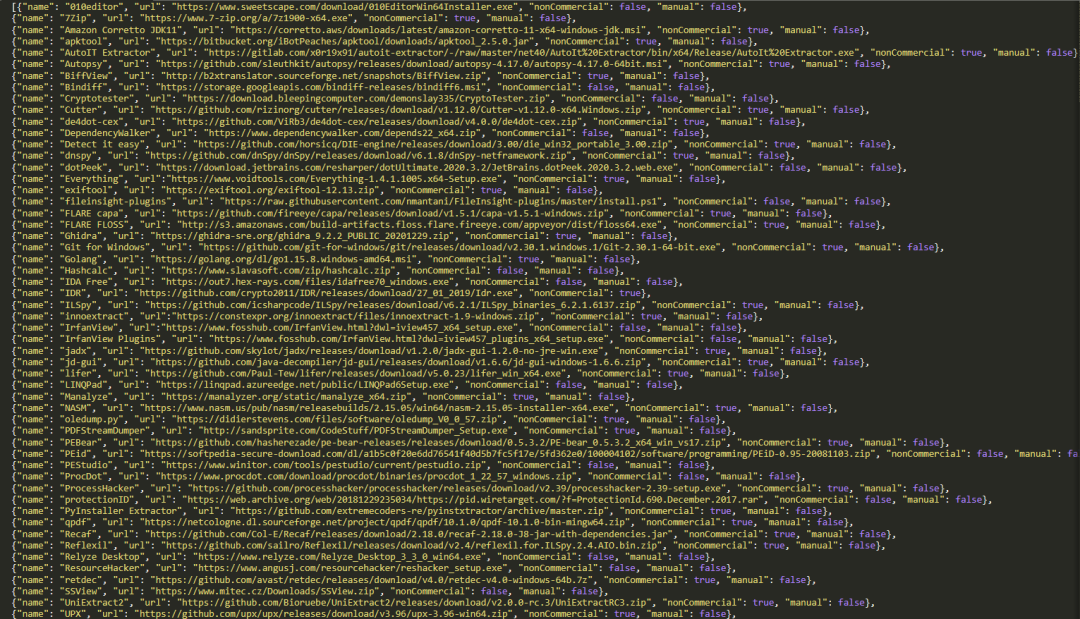 [{"name": "010editor", "url": "https://www.sweetscape.com/download/010EditorWin64Installer.exe", "nonCommercial": false, "manual": false},
{"name": "7Zip", "url": "https://www.7-zip.org/a/7z1900-x64.exe", "nonCommercial": true, "manual": false},
{"name": "Amazon Corretto JDK11", "url": "https://corretto.aws/downloads/latest/amazon-corretto-11-x64-windows-jdk.msi", "nonCommercial": true, "manual": false},
{"name": "apktool", "url": "https://bitbucket.org/iBotPeaches/apktool/downloads/apktool_2.5.0.jar", "nonCommercial": true, "manual": false},
{"name": "AutoIT Extractor", "url": "https://gitlab.com/x0r19x91/autoit-extractor/-/raw/master/net40/AutoIt%20Extractor/bin/x64/Release/AutoIt%20Extractor.exe", "nonCommercial": true, "manual": false}
{"name": "Autopsy", "url": "https://github.com/sleuthkit/autopsy/releases/download/autopsy-4.17.0/autopsy-4.17.0-64bit.msi", "nonCommercial": true, "manual": false},
{"name": "BiffView", "url": "http://b2xtranslator.sourceforge.net/snapshots/BiffView.zip", "nonCommercial": true, "manual": false},
{"name": "Bindiff", "url": "https://storage.googleapis.com/bindiff-releases/bindiff6.msi", "nonCommercial": true, "manual": false},
{"name": "Cryptotester", "url": "https://download.bleepingcomputer.com/demonslay335/CryptoTester.zip", "nonCommercial": false, "manual": false},
{"name": "Cutter", "url": "https://github.com/rizinorg/cutter/releases/download/v1.12.0/Cutter-v1.12.0-x64.Windows.zip", "nonCommercial": true, "manual": false},
{"name": "de4dot-cex", "url": "https://github.com/ViRb3/de4dot-cex/releases/download/v4.0.0/de4dot-cex.zip", "nonCommercial": true, "manual": false},
{"name": "DependencyWalker", "url": "https://www.dependencywalker.com/depends22_x64.zip", "nonCommercial": false, "manual": false},
{"name": "Detect it easy", "url": "https://github.com/horsicq/DIE-engine/releases/download/3.00/die_win32_portable_3.00.zip", "nonCommercial": true, "manual": false},
{"name": "dnspy", "url": "https://github.com/dnSpy/dnSpy/releases/download/v6.1.8/dnSpy-netframework.zip", "nonCommercial": true, "manual": false},
{"name": "dotPeek", "url": "https://download.jetbrains.com/resharper/dotUltimate.2020.3.2/JetBrains.dotPeek.2020.3.2.web.exe", "nonCommercial": false, "manual": false},
{"name": "Everything", "url":"https://www.voidtools.com/Everything-1.4.1.1005.x64-Setup.exe", "nonCommercial": true, "manual": false},
{"name": "exiftool", "url": "https://exiftool.org/exiftool-12.13.zip", "nonCommercial": true, "manual": false},
{"name": "fileinsight-plugins", "url": "https://raw.githubusercontent.com/nmantani/FileInsight-plugins/master/install.ps1", "nonCommercial": false, "manual": false},
{"name": "FLARE capa", "url": "https://github.com/fireeye/capa/releases/download/v1.5.1/capa-v1.5.1-windows.zip", "nonCommercial": true, "manual": false},
{"name": "FLARE FLOSS", "url": "http://s3.amazonaws.com/build-artifacts.floss.flare.fireeye.com/appveyor/dist/floss64.exe", "nonCommercial": true, "manual": false},
{"name": "Ghidra", "url": "https://ghidra-sre.org/ghidra_9.2.2_PUBLIC_20201229.zip", "nonCommercial": true, "manual": false},
{"name": "Git for Windows", "url": "https://github.com/git-for-windows/git/releases/download/v2.30.1.windows.1/Git-2.30.1-64-bit.exe", "nonCommercial": true, "manual": false},
{"name": "Golang", "url": "https://golang.org/dl/go1.15.8.windows-amd64.msi", "nonCommercial": true, "manual": false},
{"name": "Hashcalc", "url": "https://www.slavasoft.com/zip/hashcalc.zip", "nonCommercial": false, "manual": false},
{"name": "IDA Free", "url": "https://out7.hex-rays.com/files/idafree70_windows.exe", "nonCommercial": false, "manual": false},
{"name": "IDR", "url": "https://github.com/crypto2011/IDR/releases/download/27_01_2019/Idr.exe", "nonCommercial": true},
{"name": "ILSpy", "url": "https://github.com/icsharpcode/ILSpy/releases/download/v6.2.1/ILSpy_binaries_6.2.1.6137.zip", "nonCommercial": true, "manual": false},
{"name": "innoextract", "url": "https://constexpr.org/innoextract/files/innoextract-1.9-windows.zip", "nonCommercial": true, "manual": false},
{"name": "IrfanView", "url":"https://www.fosshub.com/IrfanView.html?dwl=iview457_x64_setup.exe", "nonCommercial": false, "manual": false},
{"name": "IrfanView Plugins", "url": "https://www.fosshub.com/IrfanView.html?dwl=iview457_plugins_x64_setup.exe", "nonCommercial": false, "manual": false},
{"name": "jadx", "url": "https://github.com/skylot/jadx/releases/download/v1.2.0/jadx-gui-1.2.0-no-jre-win.exe", "nonCommercial": true, "manual": false},
{"name": "jd-gui", "url": "https://github.com/java-decompiler/jd-gui/releases/download/v1.6.6/jd-gui-windows-1.6.6.zip", "nonCommercial": true, "manual": false},
{"name": "lifer", "url": "https://github.com/Paul-Tew/lifer/releases/download/v5.0.23/lifer_win_x64.exe", "nonCommercial": true, "manual": false},
{"name": "LINQPad", "url": "https://linqpad.azureedge.net/public/LINQPad6Setup.exe", "nonCommercial": false, "manual": false},
{"name": "Manalyze", "url": "https://manalyzer.org/static/manalyze_x64.zip", "nonCommercial": true, "manual": false},
{"name": "NASM", "url": "https://www.nasm.us/pub/nasm/releasebuilds/2.15.05/win64/nasm-2.15.05-installer-x64.exe", "nonCommercial": true, "manual": false},
{"name": "oledump.py", "url": "https://didierstevens.com/files/software/oledump_V0_0_57.zip", "nonCommercial": true, "manual": false},
{"name": "PDFStreamDumper", "url": "http://sandsprite.com/CodeStuff/PDFStreamDumper_Setup.exe", "nonCommercial": true, "manual": false},
{"name": "PEBear", "url": "https://github.com/hasherezade/pe-bear-releases/releases/download/0.5.3.2/PE-bear_0.5.3.2_x64_win_vs17.zip", "nonCommercial": true, "manual": false},
{"name": "PEid", "url": "https://softpedia-secure-download.com/dl/a1b5c0f20e6dd76541f40d5b7fc5f17e/5fd362e0/100004102/software/programming/PEiD-0.95-20081103.zip", "nonCommercial": false, "manual": fa
{"name": "PEStudio", "url": "https://www.winitor.com/tools/pestudio/current/pestudio.zip", "nonCommercial": false, "manual": false},
{"name": "ProcDot", "url": "https://www.procdot.com/download/procdot/binaries/procdot_1_22_57_windows.zip", "nonCommercial": true, "manual": false},
{"name": "ProcessHacker", "url": "https://github.com/processhacker/processhacker/releases/download/v2.39/processhacker-2.39-setup.exe", "nonCommercial": true, "manual": false},
{"name": "protectionID", "url": "https://web.archive.org/web/20181229235934/https://pid.wiretarget.com/?f=ProtectionId.690.December.2017.rar", "nonCommercial": false, "manual": false},
{"name": "PyInstaller Extractor", "url": "https://github.com/extremecoders-re/pyinstxtractor/archive/master.zip", "nonCommercial": true, "manual": false},
{"name": "qpdf", "url": "https://netcologne.dl.sourceforge.net/project/qpdf/qpdf/10.1.0/qpdf-10.1.0-bin-mingw64.zip", "nonCommercial": true, "manual": false},
{"name": "Recaf", "url": "https://github.com/Col-E/Recaf/releases/download/2.18.0/recaf-2.18.0-J8-jar-with-dependencies.jar", "nonCommercial": true, "manual": false},
{"name": "Reflexil", "url": "https://github.com/sailro/Reflexil/releases/download/v2.4/reflexil.for.ILSpy.2.4.AIO.bin.zip", "nonCommercial": true, "manual": false},
{"name": "Relyze Desktop", "url": "https://www.relyze.com/Relyze_Desktop_3_3_0_win64.exe", "nonCommercial": false, "manual": false},
{"name": "ResourceHacker", "url": "https://www.angusj.com/resourcehacker/reshacker_setup.exe", "nonCommercial": false, "manual": false},
{"name": "retdec", "url": "https://github.com/avast/retdec/releases/download/v4.0/retdec-v4.0-windows-64b.7z", "nonCommercial": true, "manual": false},
{"name": "SSView", "url": "https://www.mitec.cz/Downloads/SSView.zip", "nonCommercial": false, "manual": false},
{"name": "UniExtract2", "url": "https://github.com/Bioruebe/UniExtract2/releases/download/v2.0.0-rc.3/UniExtractRC3.zip", "nonCommercial": true, "manual": false},
{"name": "UPX", "url": "https://github.com/upx/upx/releases/download/v3.96/upx-3.96-win64.zip", "nonCommercial": true, "manual": false},